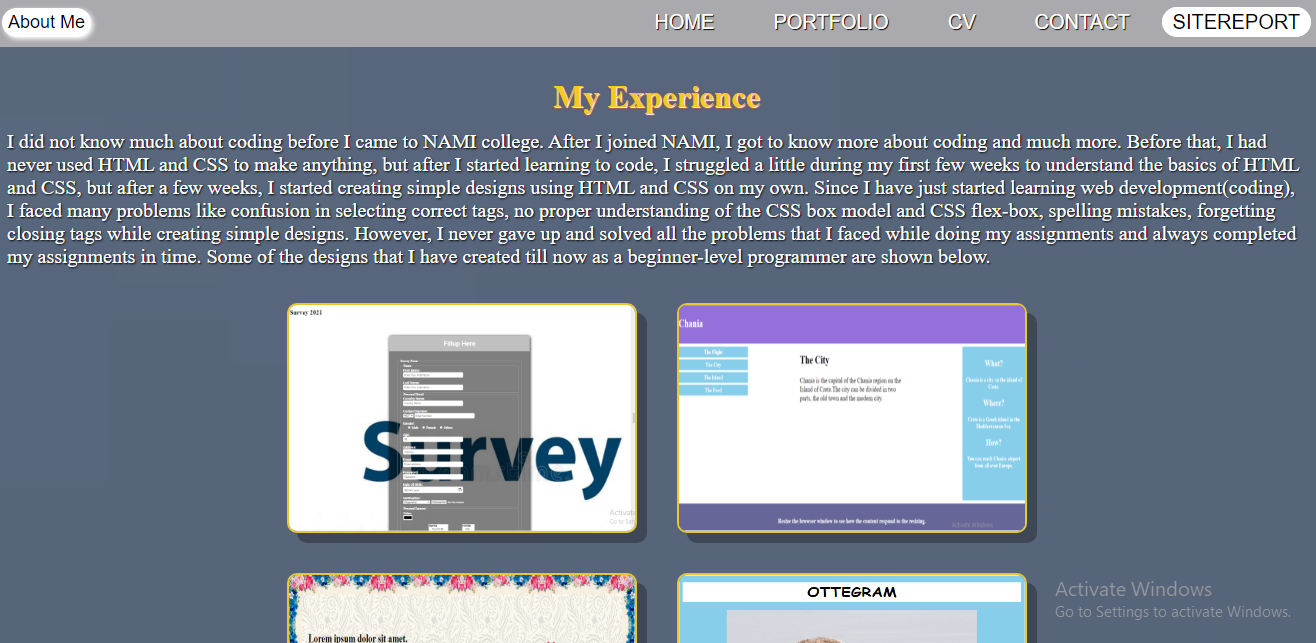 About Me
HOME
PORTFOLIO
CV
CONTACT
SITEREPORT
My Experience
I did not know much about coding before I came to NAMI college. After I joined NAMI, I got to know more about coding and much more. Before that, I had
never used HTML and CSS to make anything, but after I started learning to code, I struggled a little during my first few weeks to understand the basics of HTML
and CSS, but after a few weeks, I started creating simple designs using HTML and CSS on my own. Since I have just started learning web development(coding),
I faced many problems like confusion in selecting correct tags, no proper understanding of the CSS box model and CSS flex-box, spelling mistakes, forgetting
closing tags while creating simple designs. However, I never gave up and solved all the problems that I faced while doing my assignments and always completed
my assignments in time. Some of the designs that I have created till now as a beginner-level programmer are shown below.
Survey 2021
Fillup Here
Survey
Chania
The Flight
The City
The Island
The Food
The City
Chania is the capital of the Chania region on the
Island of Crete.The city can be divided in two
parts, the old town and the modern city.
What?
Chania is a city on the island of
Crete.
Where?
Crete is a Greek island in the
Mediterranean Sea.
How?
You can reach Chania airport
from all over Europe.
Resize the browser window to see how the content respond to the resizing.
Activate Windows
Lorem ipsum dolor sit amet.
OTTEGRAM
Activate Windows
Go to Settings to activate Windows.